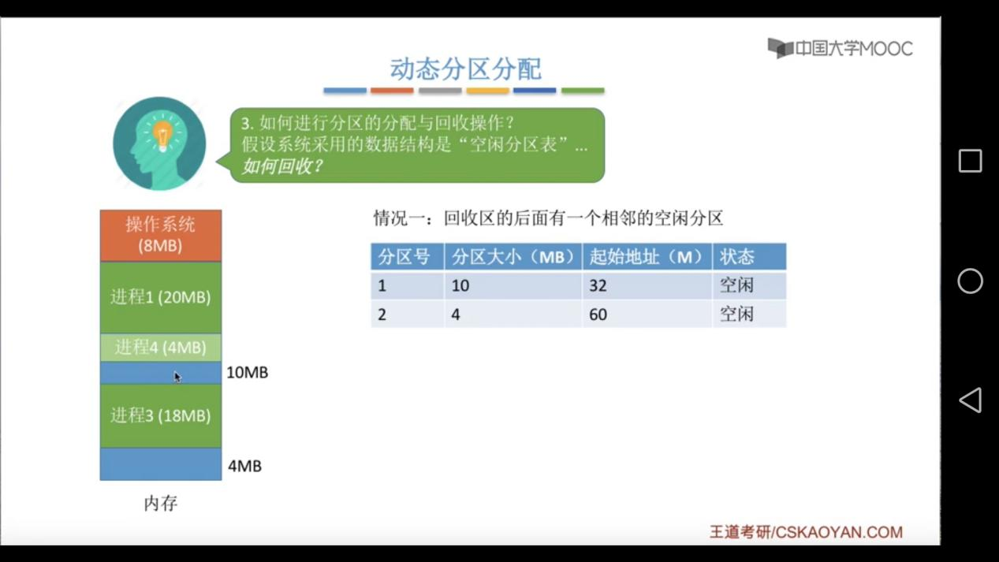 中国大学MOOC
动态分区分配
3. 如何进行分区的分配与回收操作？
假设系统采用的数据结构是“空闲分区表”...
如何回收？
操作系统
(8MB)
进程1 (20MB)
进程4 (4MB)
10MB
进程3 (18MB)
4MB
内存
情况一：回收区的后面有一个相邻的空闲分区
分区号 分区大小（MB） 起始地址（M） 状态
1 10 32 空闲
2 4 60 空闲
王道考研/CSKAOYAN.COM